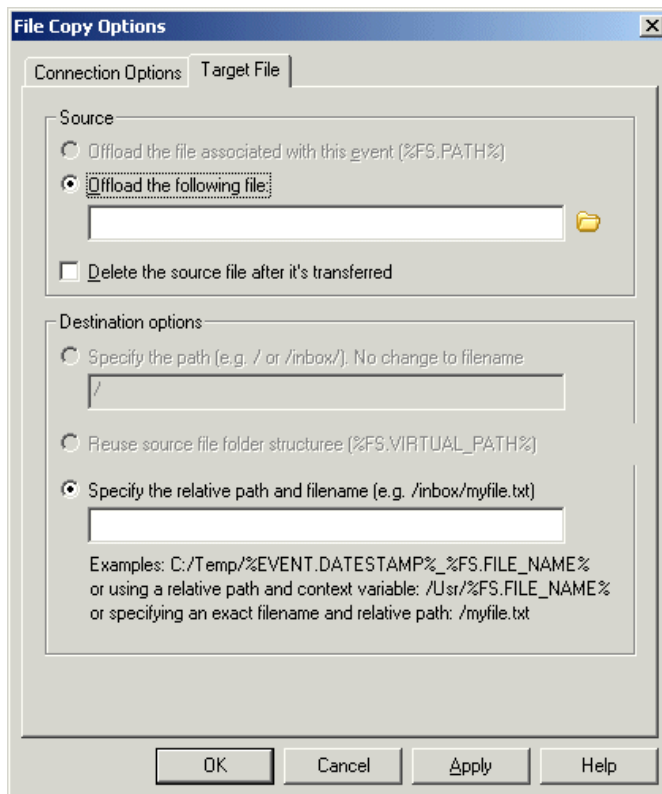 File Copy Options
Connection Options
Target File
Source
Offload the file associated with this event (%FS.PATH%)
Offload the following file:
Delete the source file after it's transferred
Destination options
Specify the path (e.g. / or /inbox/). No change to filename
/
Reuse source file folder structuree (%FS.VIRTUAL_PATH%)
Specify the relative path and filename (e.g. /inbox/myfile.txt)
Examples: C:/Temp/%EVENT.DATESTAMP%_%FS.FILE_NAME%
or using a relative path and context variable: /Usr/%FS.FILE_NAME%
or specifying an exact filename and relative path: /myfile.txt
OK
Cancel
Apply
Help